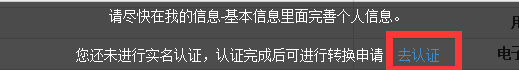 请尽快在我的信息-基本信息里面完善个人信息。
您还未进行实名认证，认证完成后可进行转换申请 去认证
电子